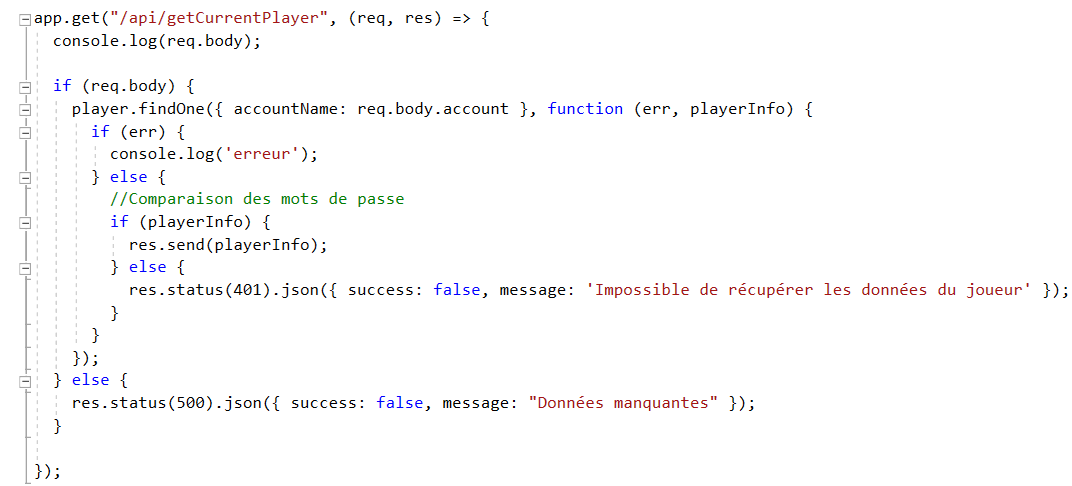 app.get("/api/getCurrentPlayer", (req, res) => {
  console.log(req.body);

  if (req.body) {
    player.findOne({ accountName: req.body.account }, function (err, playerInfo) {
      if (err) {
        console.log('erreur');
      } else {
        //Comparaison des mots de passe
        if (playerInfo) {
          res.send(playerInfo);
        } else {
          res.status(401).json({ success: false, message: 'Impossible de récupérer les données du joueur' });
        }
      }
    });
  } else {
    res.status(500).json({ success: false, message: "Données manquantes" });
  }

});